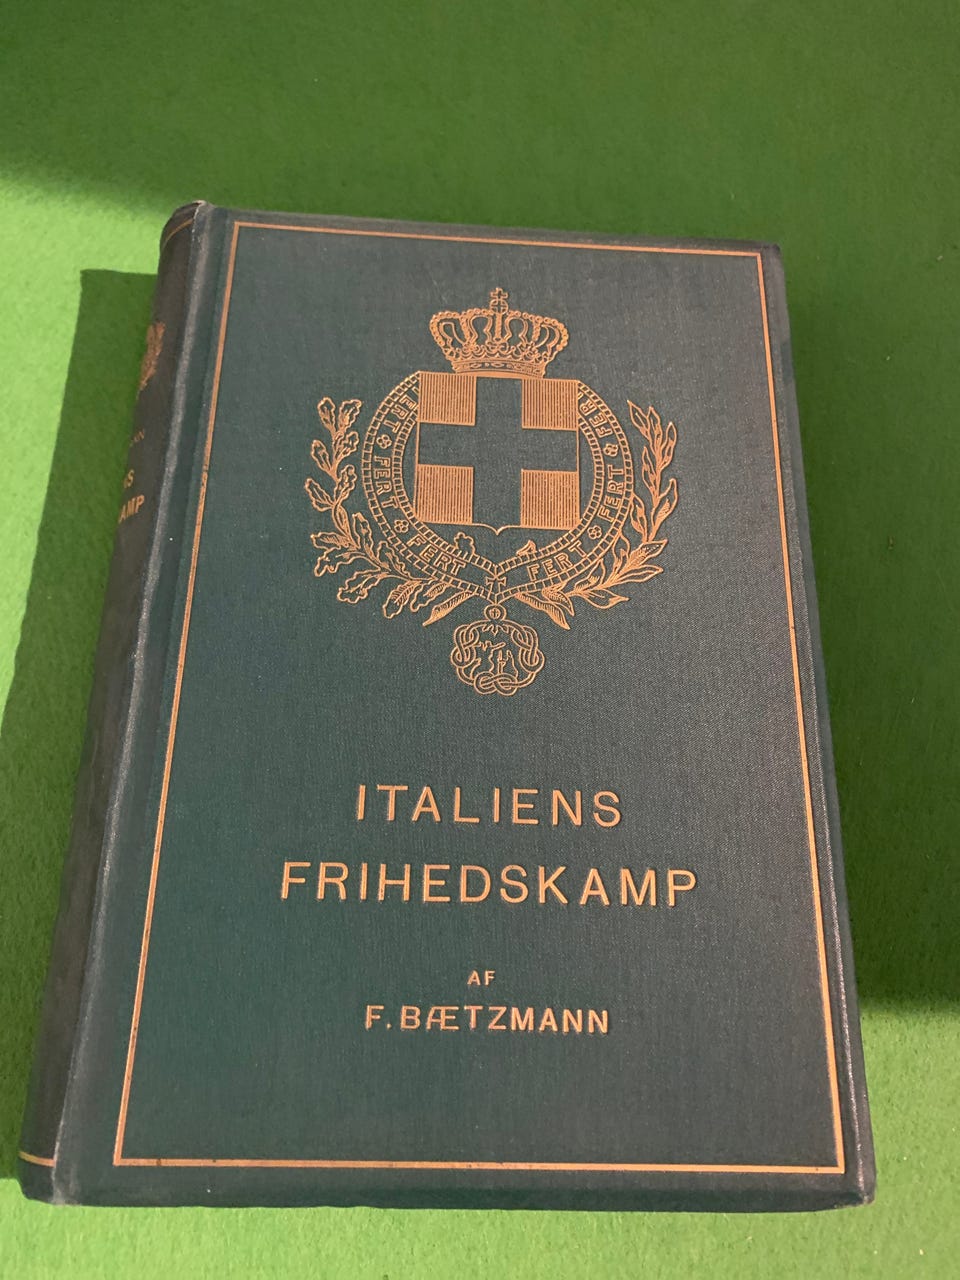 FERT
FERT
FERT
FERT
FERT
FERT
ITALIENS
FRIHEDSKAMP
AF
F. BÆTZMANN